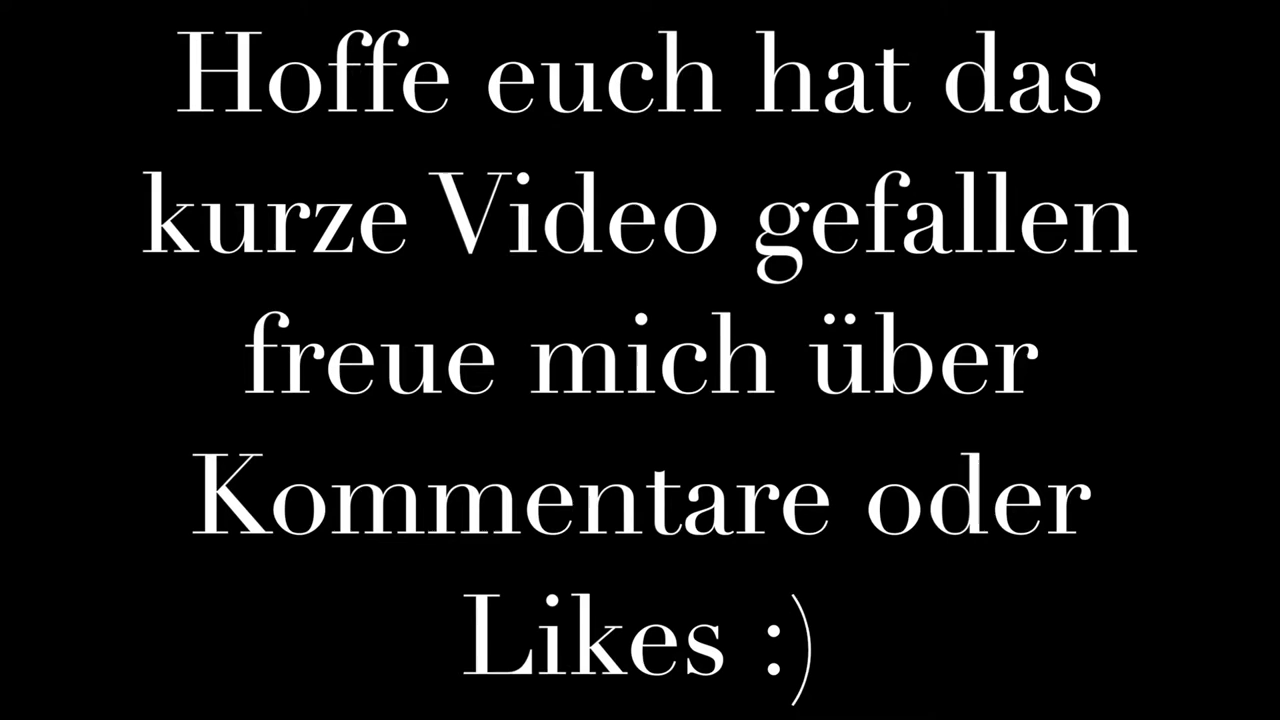 Hoffe euch hat das
kurze Video gefallen
freue mich über
Kommentare oder
Likes :)